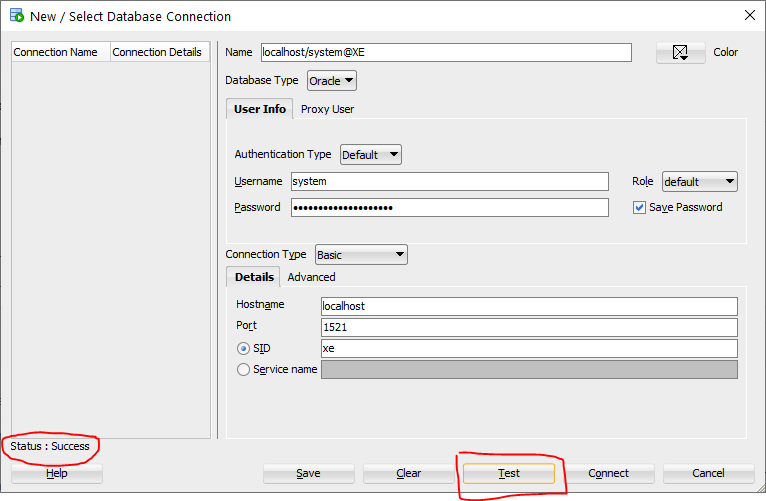 New / Select Database Connection
Connection Name Connection Details
Name localhost/system@XE Color
Database Type Oracle
User Info Proxy User
Authentication Type Default
Username system Role default
Password •••••••••••••••••••• Save Password
Connection Type Basic
Details Advanced
Hostname localhost
Port 1521
SID xe
Service name
Status : Success
Help Save Clear Test Connect Cancel